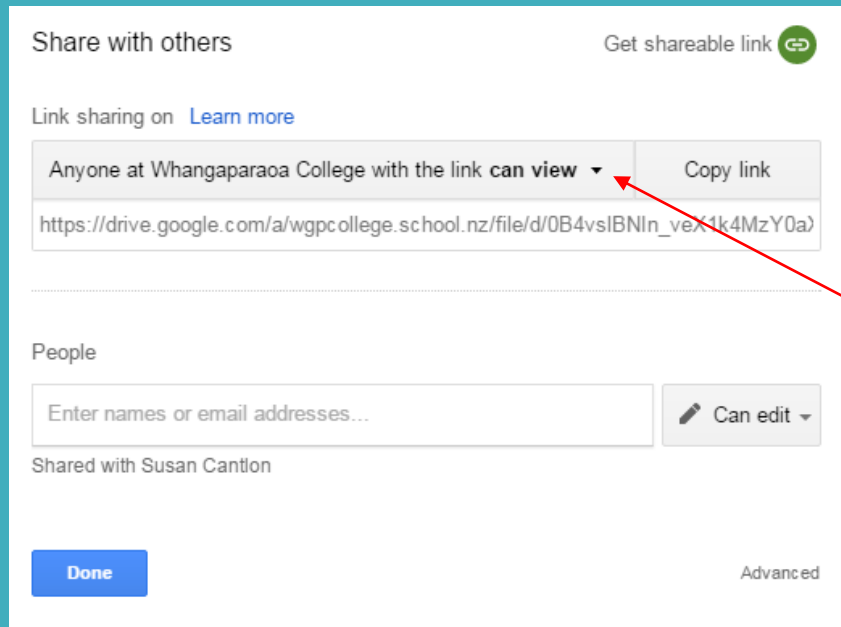 Share with others
Get shareable link
Link sharing on Learn more
Anyone at Whangaparaoa College with the link can view
Copy link
https://drive.google.com/a/wgpcollege.school.nz/file/d/0B4vsIBNIn_veX1k4MzY0aX
People
Enter names or email addresses...
Can edit
Shared with Susan Cantlon
Done
Advanced